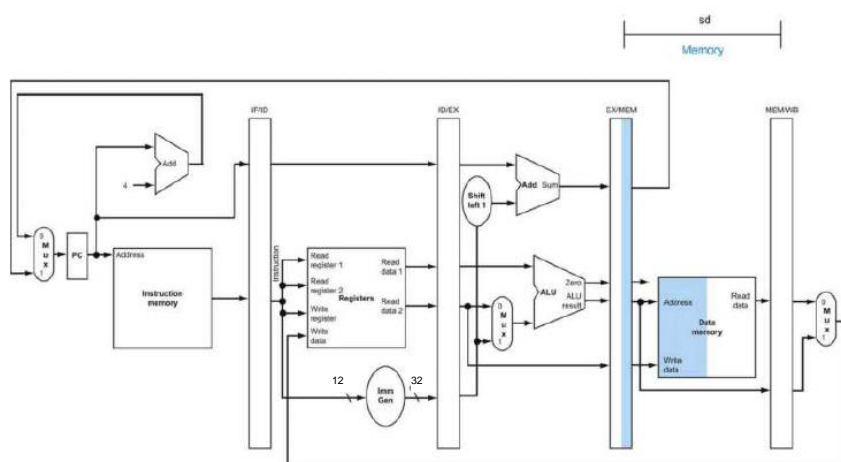 sd
Memory
IF/ID
ID/EX
EX/MEM
MEM/WB
Add
4
Add Sum
Shift
left 1
0
M
u
x
1
PC
Address
Instruction
memory
Instruction
Read
register 1
Read
data 1
Read
register 2
Registers
Write
register
Read
data 2
Write
data
0
M
u
x
1
Zero
ALU
ALU
result
Address
Read
data
Data
memory
Write
data
0
M
u
x
1
12
Imm
Gen
32